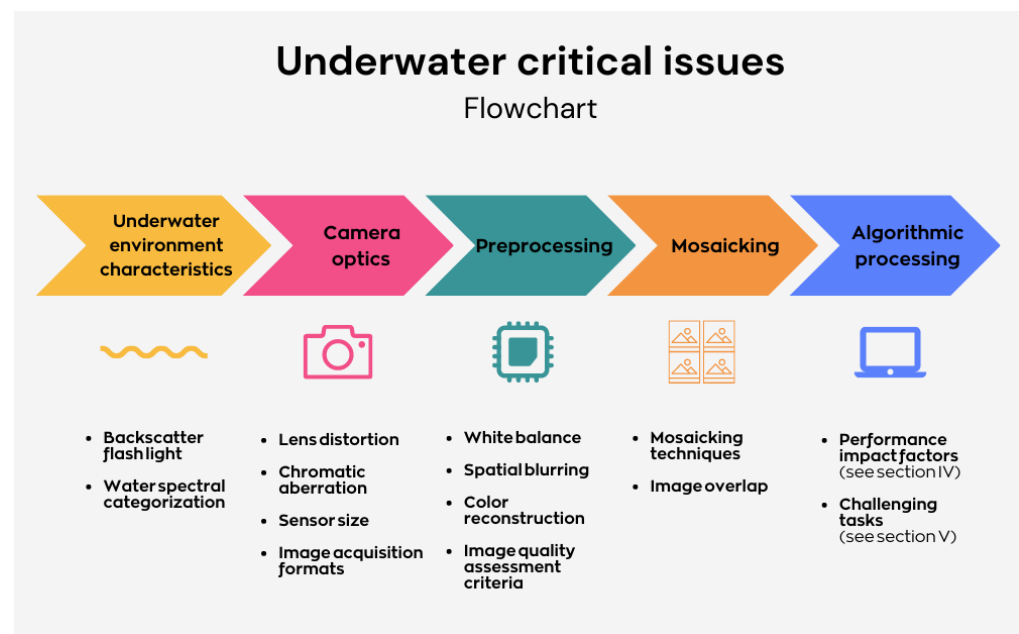 Underwater critical issues
Flowchart
Underwater
environment
characteristics
Camera
optics
Preprocessing
Mosaicking
Algorithmic
processing
• Backscatter
flash light
• Water spectral
categorization
• Lens distortion
• Chromatic
aberration
• Sensor size
• Image acquisition
formats
• White balance
• Spatial blurring
• Color
reconstruction
• Image quality
assessment
criteria
• Mosaicking
techniques
• Image overlap
• Performance
impact factors
(see section IV)
• Challenging
tasks
(see section V)